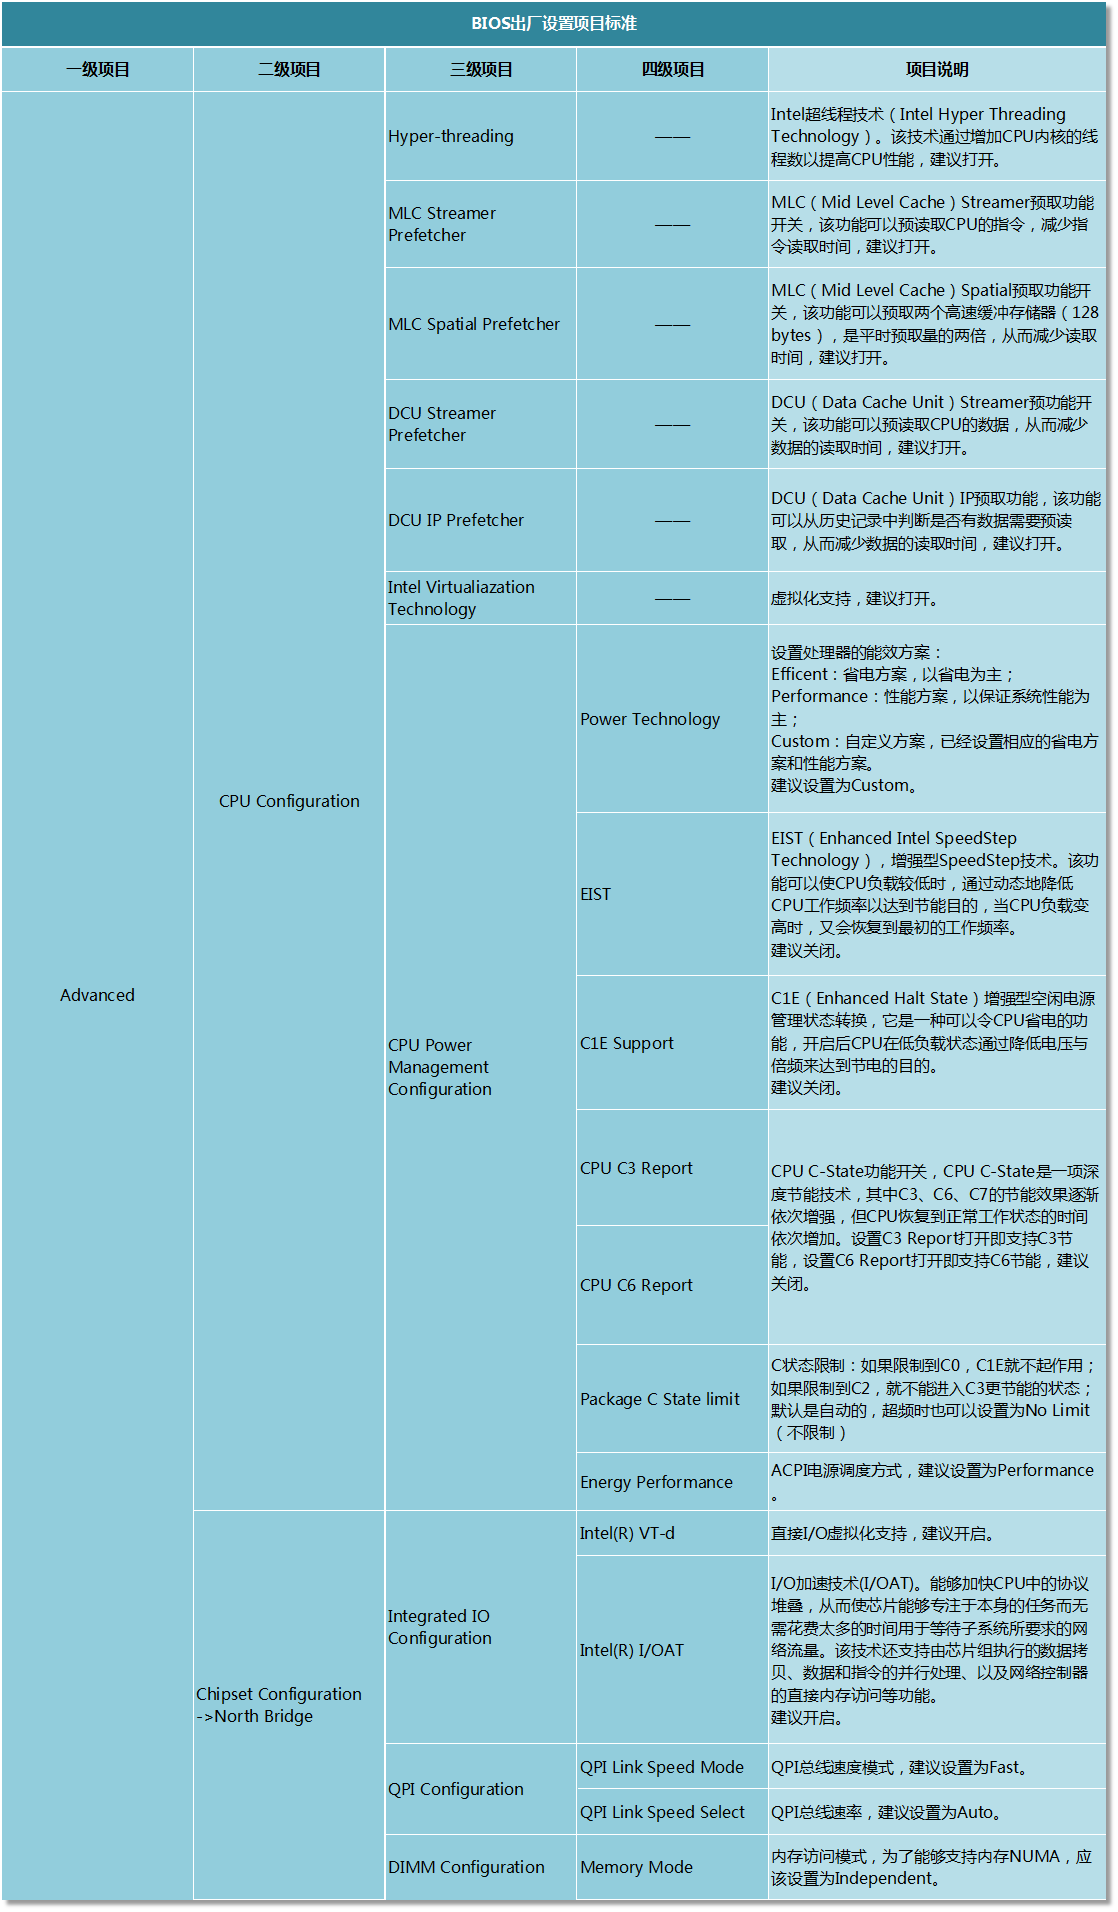 BIOS出厂设置项目标准
一级项目
二级项目
三级项目
四级项目
项目说明
Advanced
CPU Configuration
Hyper-threading
——
Intel超线程技术（Intel Hyper Threading
Technology）。该技术通过增加CPU内核的线
程数以提高CPU性能，建议打开。
MLC Streamer
Prefetcher
——
MLC（Mid Level Cache）Streamer预取功能
开关，该功能可以预读取CPU的指令，减少指
令读取时间，建议打开。
MLC Spatial Prefetcher
——
MLC（Mid Level Cache）Spatial预取功能开
关，该功能可以预取两个高速缓冲存储器（128
bytes），是平时预取量的两倍，从而减少读取
时间，建议打开。
DCU Streamer
Prefetcher
——
DCU（Data Cache Unit）Streamer预功能开
关，该功能可以预读取CPU的数据，从而减少
数据的读取时间，建议打开。
DCU IP Prefetcher
——
DCU（Data Cache Unit）IP预取功能，该功能
可以从历史记录中判断是否有数据需要预读
取，从而减少数据的读取时间，建议打开。
Intel Virtualiazation
Technology
——
虚拟化支持，建议打开。
CPU Power
Management
Configuration
Power Technology
设置处理器的能效方案：
Efficent：省电方案，以省电为主；
Performance：性能方案，以保证系统性能为
主；
Custom：自定义方案，已经设置相应的省电方
案和性能方案。
建议设置为Custom。
EIST
EIST（Enhanced Intel SpeedStep
Technology），增强型SpeedStep技术。该功
能可以使CPU负载较低时，通过动态地降低
CPU工作频率以达到节能目的，当CPU负载变
高时，又会恢复到最初的工作频率。
建议关闭。
C1E Support
C1E（Enhanced Halt State）增强型空闲电源
管理状态转换，它是一种可以令CPU省电的功
能，开启后CPU在低负载状态通过降低电压与
倍频来达到节电的目的。
建议关闭。
CPU C3 Report
CPU C6 Report
CPU C-State功能开关，CPU C-State是一项深
度节能技术，其中C3、C6、C7的节能效果逐渐
依次增强，但CPU恢复到正常工作状态的时间
依次增加。设置C3 Report打开即支持C3节
能，设置C6 Report打开即支持C6节能，建议
关闭。
Package C State limit
C状态限制：如果限制到C0，C1E就不起作用；
如果限制到C2，就不能进入C3更节能的状态；
默认是自动的，超频时也可以设置为No Limit
（不限制）
Energy Performance
ACPI电源调度方式，建议设置为Performance
。
Chipset Configuration
->North Bridge
Integrated IO
Configuration
Intel(R) VT-d
直接I/O虚拟化支持，建议开启。
Intel(R) I/OAT
I/O加速技术(I/OAT)。能够加快CPU中的协议
堆叠，从而使芯片能够专注于本身的任务而无
需花费太多的时间用于等待子系统所要求的网
络流量。该技术还支持由芯片组执行的数据拷
贝、数据和指令的并行处理、以及网络控制器
的直接内存访问等功能。
建议开启。
QPI Configuration
QPI Link Speed Mode
QPI总线速度模式，建议设置为Fast。
QPI Link Speed Select
QPI总线速率，建议设置为Auto。
DIMM Configuration
Memory Mode
内存访问模式，为了能够支持内存NUMA，应
该设置为Independent。